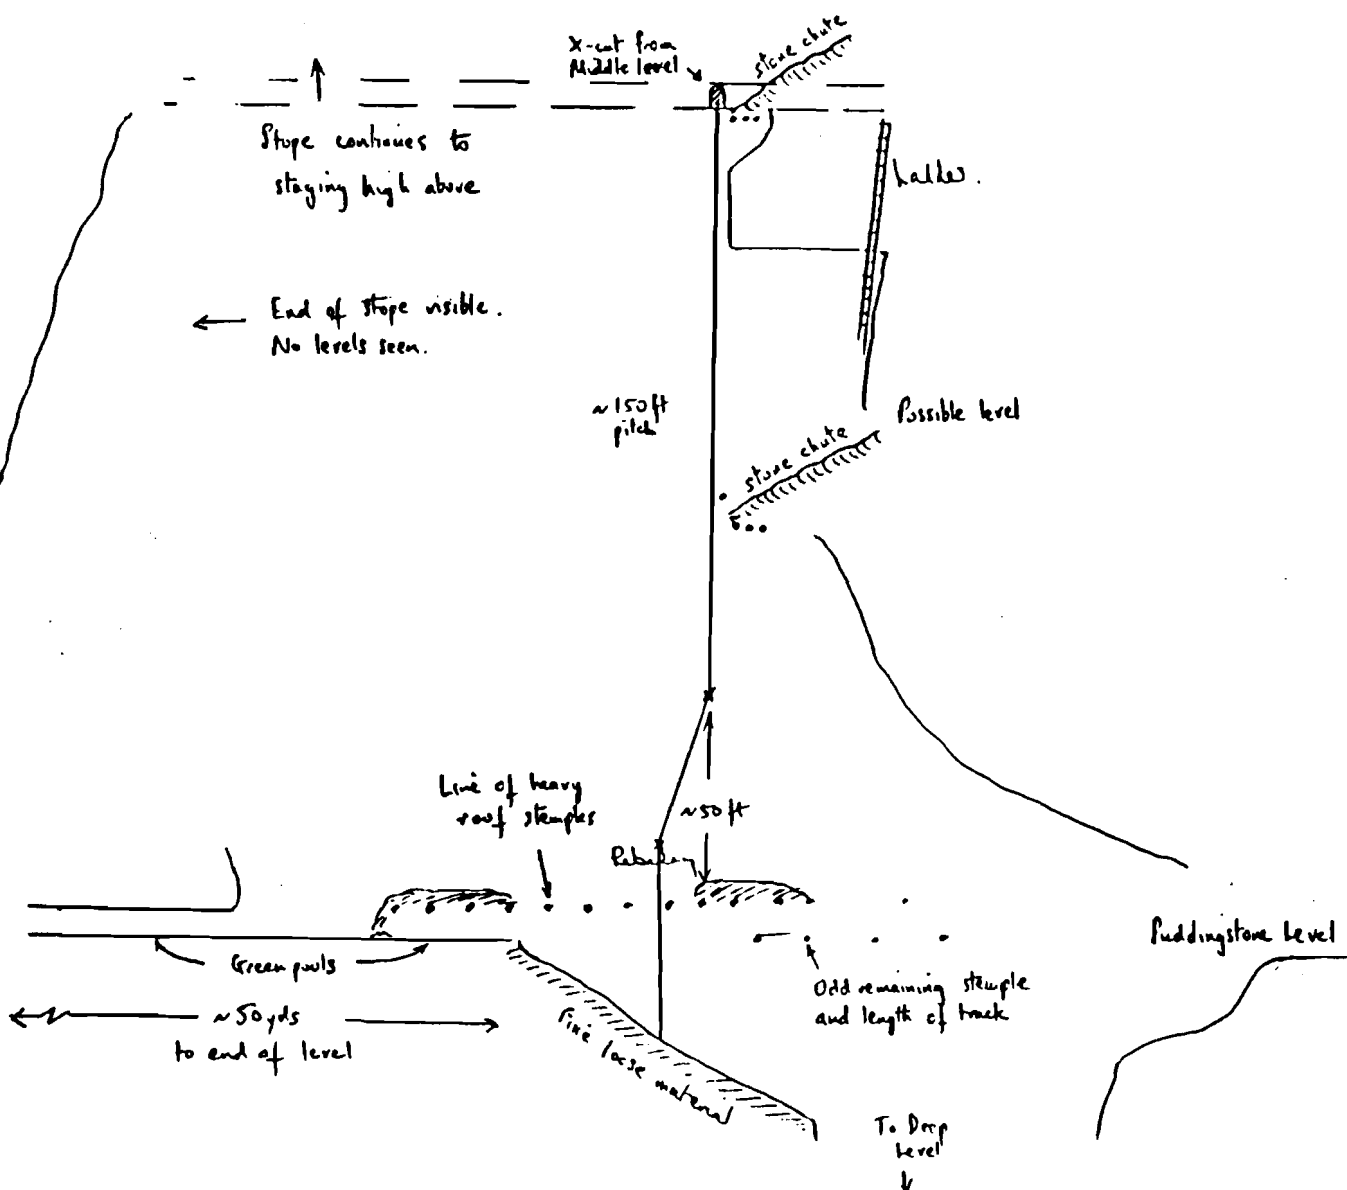 X-cut from
Middle level
stone chute
Stope continues to
staging high above
Ladder.
End of stope visible.
No levels seen.
~150ft
pitch
Possible level
stone chute
Line of heavy
roof stemples
~50ft
Puddingstone Level
Green pools
Odd remaining stemple
and length of track
~50yds
to end of level
Fine loose material
To Deep
Level